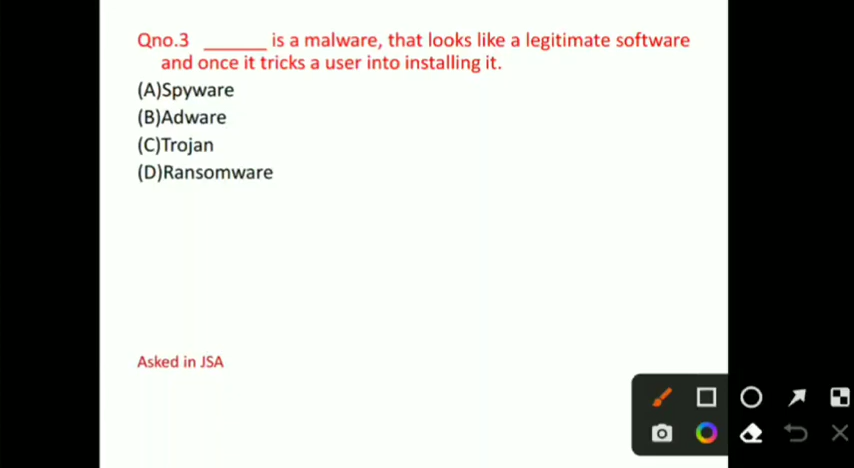 Qno.3 ______ is a malware, that looks like a legitimate software
and once it tricks a user into installing it.
(A)Spyware
(B)Adware
(C)Trojan
(D)Ransomware
Asked in JSA